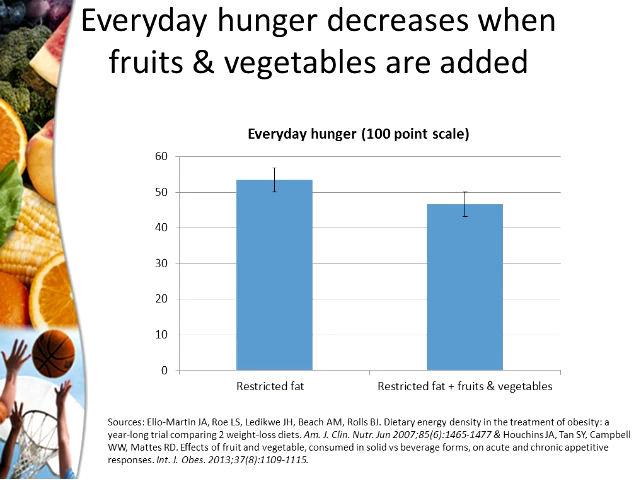 Everyday hunger decreases when
fruits & vegetables are added
Everyday hunger (100 point scale)
60
50
40
30
20
10
0
Restricted fat
Restricted fat + fruits & vegetables
Sources: Ello-Martin JA, Roe LS, Ledikwe JH, Beach AM, Rolls BJ. Dietary energy density in the treatment of obesity: a
year-long trial comparing 2 weight-loss diets. Am. J. Clin. Nutr. Jun 2007;85(6):1465-1477 & Houchins JA, Tan SY, Campbell
WW, Mattes RD. Effects of fruit and vegetable, consumed in solid vs beverage forms, on acute and chronic appetitive
responses. Int. J. Obes. 2013;37(8):1109-1115.